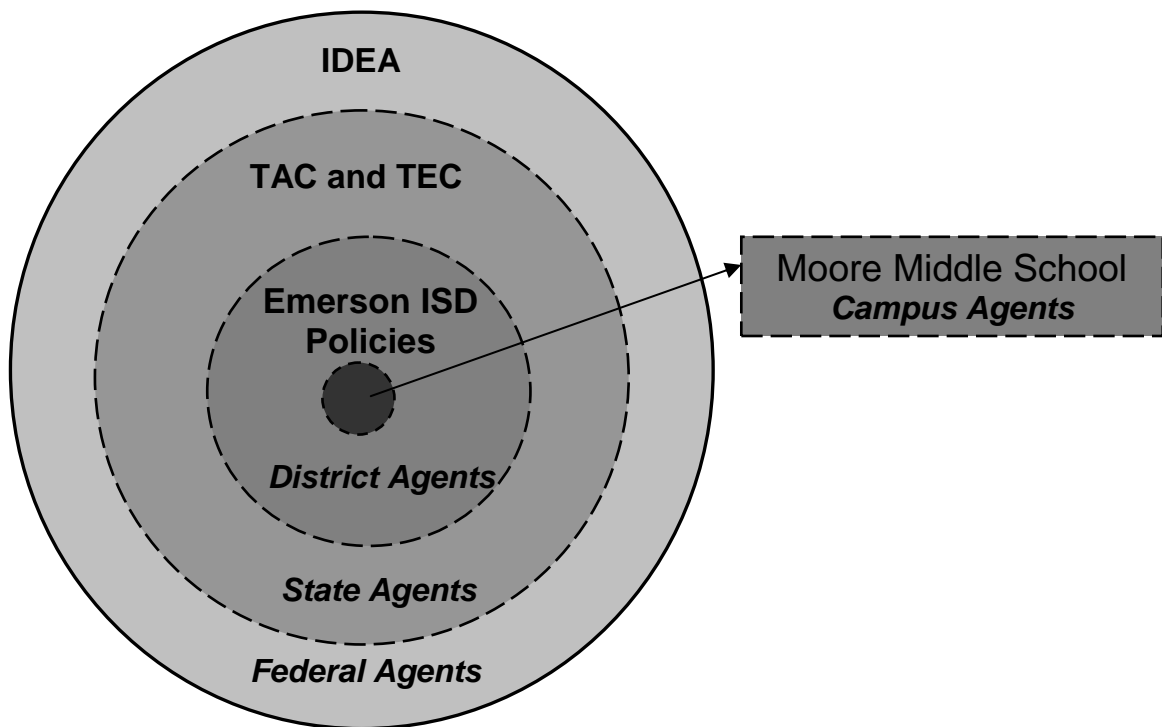 IDEA
TAC and TEC
Emerson ISD
Policies
District Agents
State Agents
Federal Agents
Moore Middle School
Campus Agents